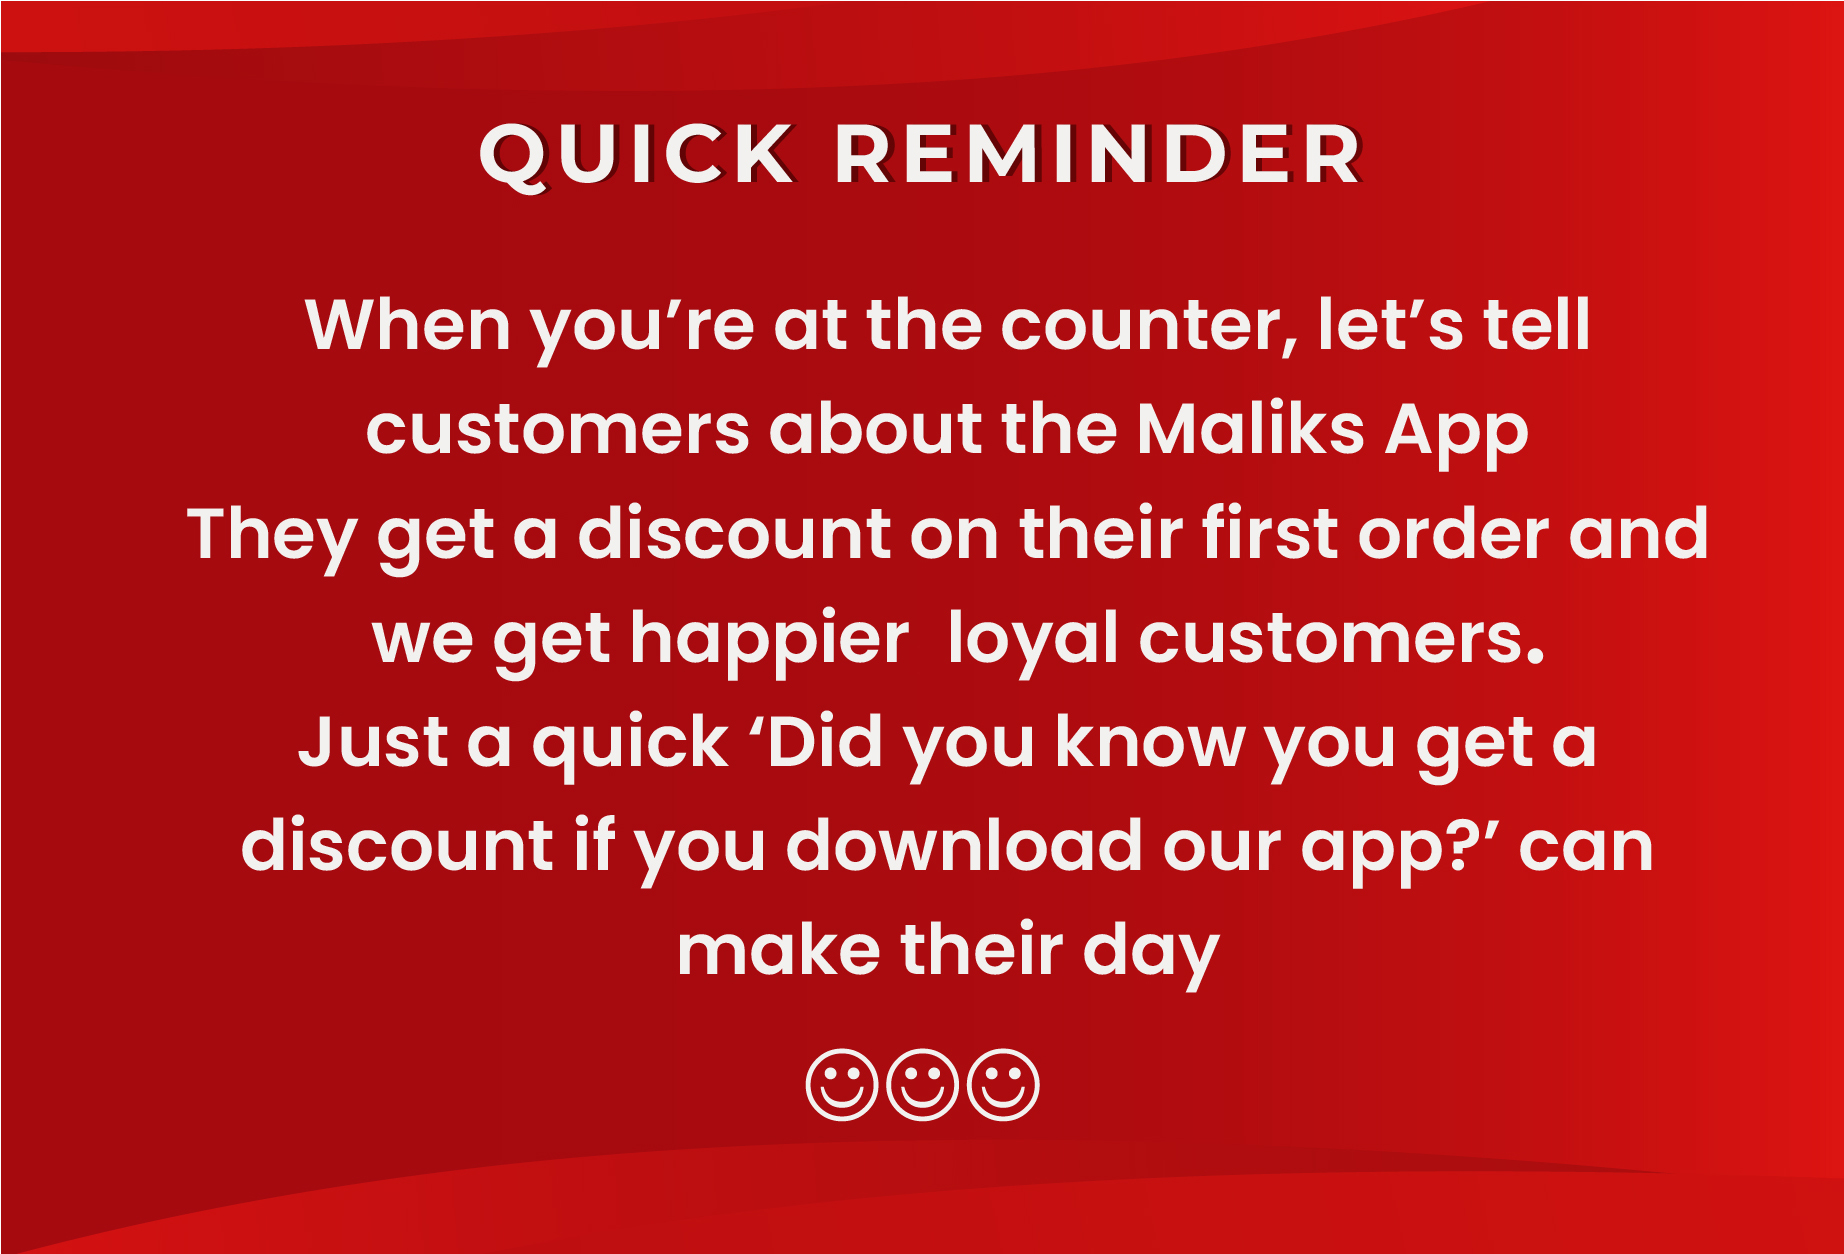 QUICK REMINDER
When you’re at the counter, let’s tell
customers about the Maliks App
They get a discount on their first order and
we get happier  loyal customers.
Just a quick ‘Did you know you get a
discount if you download our app?’ can
make their day